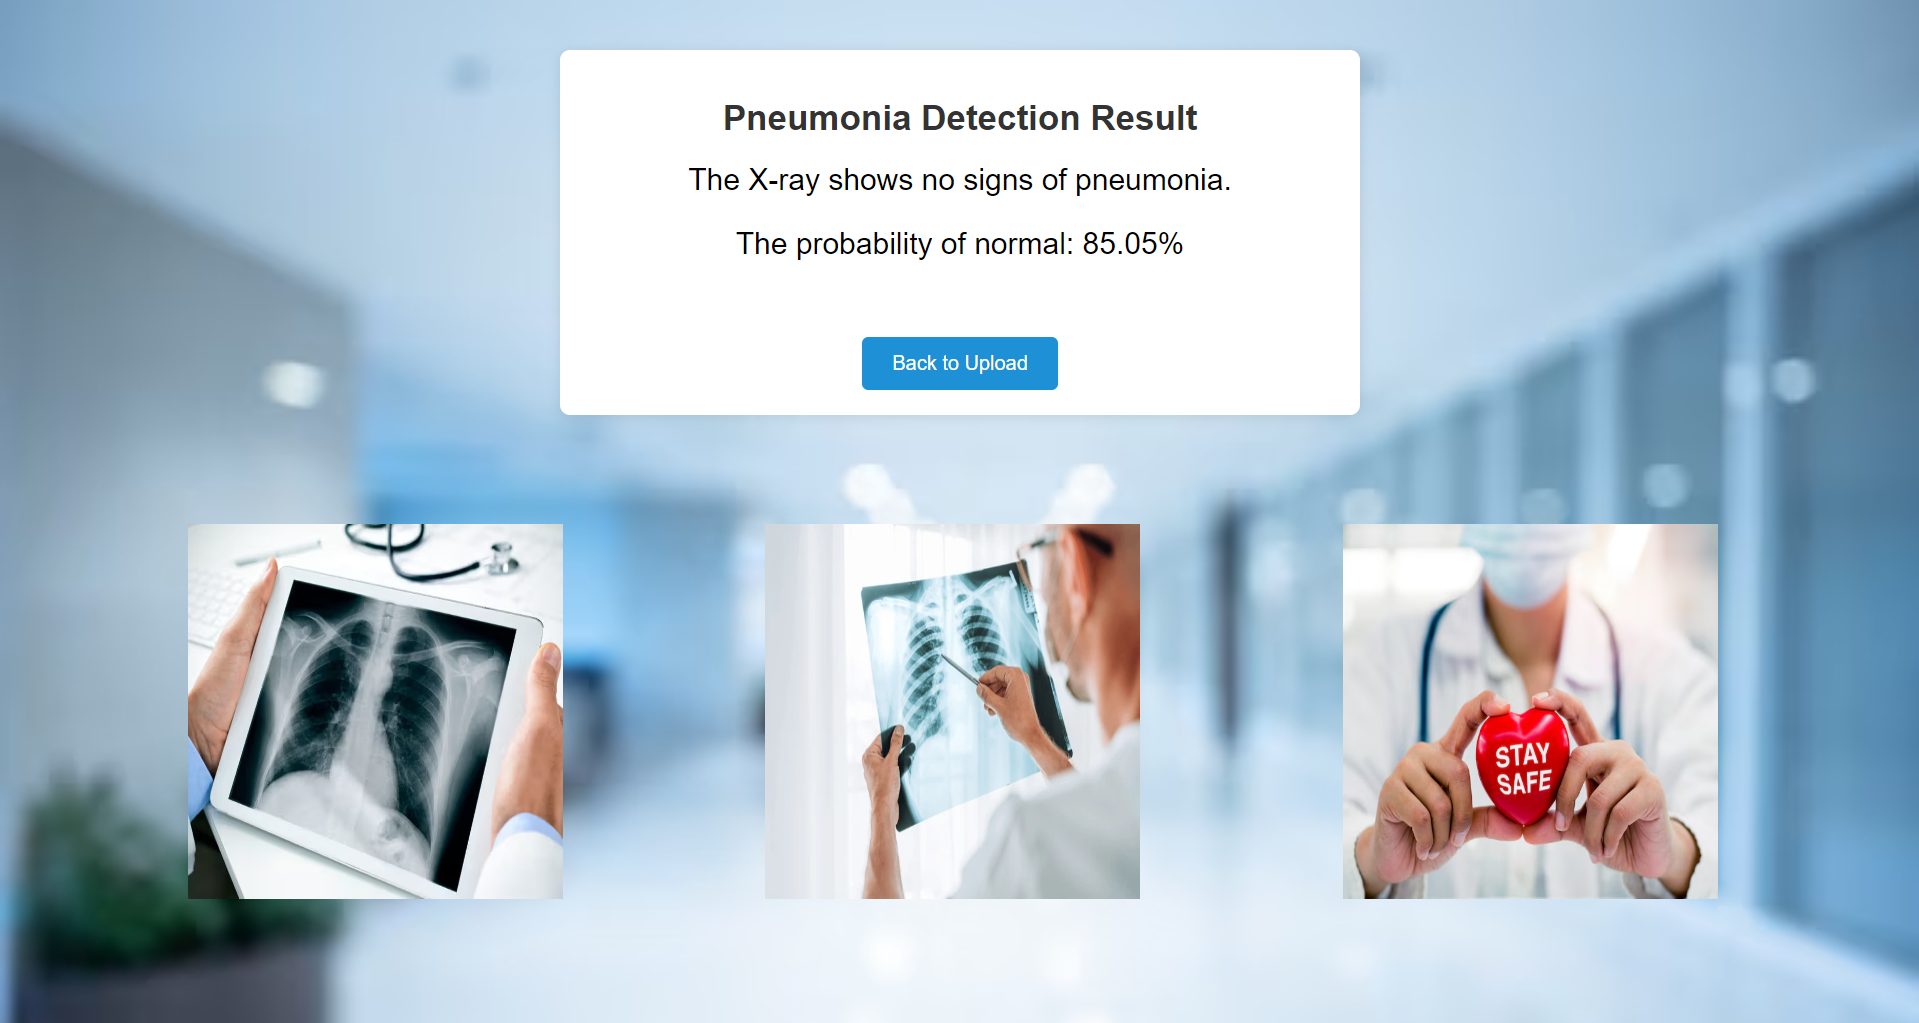 Pneumonia Detection Result
The X-ray shows no signs of pneumonia.
The probability of normal: 85.05%
Back to Upload
STAY
SAFE